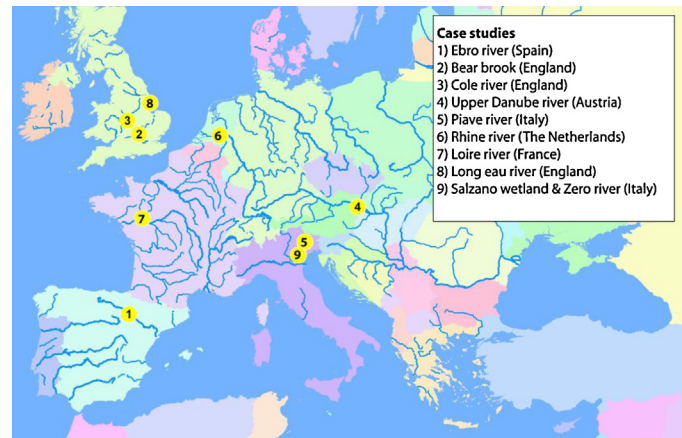 Case studies
1) Ebro river (Spain)
2) Bear brook (England)
3) Cole river (England)
4) Upper Danube river (Austria)
5) Piave river (Italy)
6) Rhine river (The Netherlands)
7) Loire river (France)
8) Long eau river (England)
9) Salzano wetland & Zero river (Italy)
8
3
2
6
4
7
5
9
1